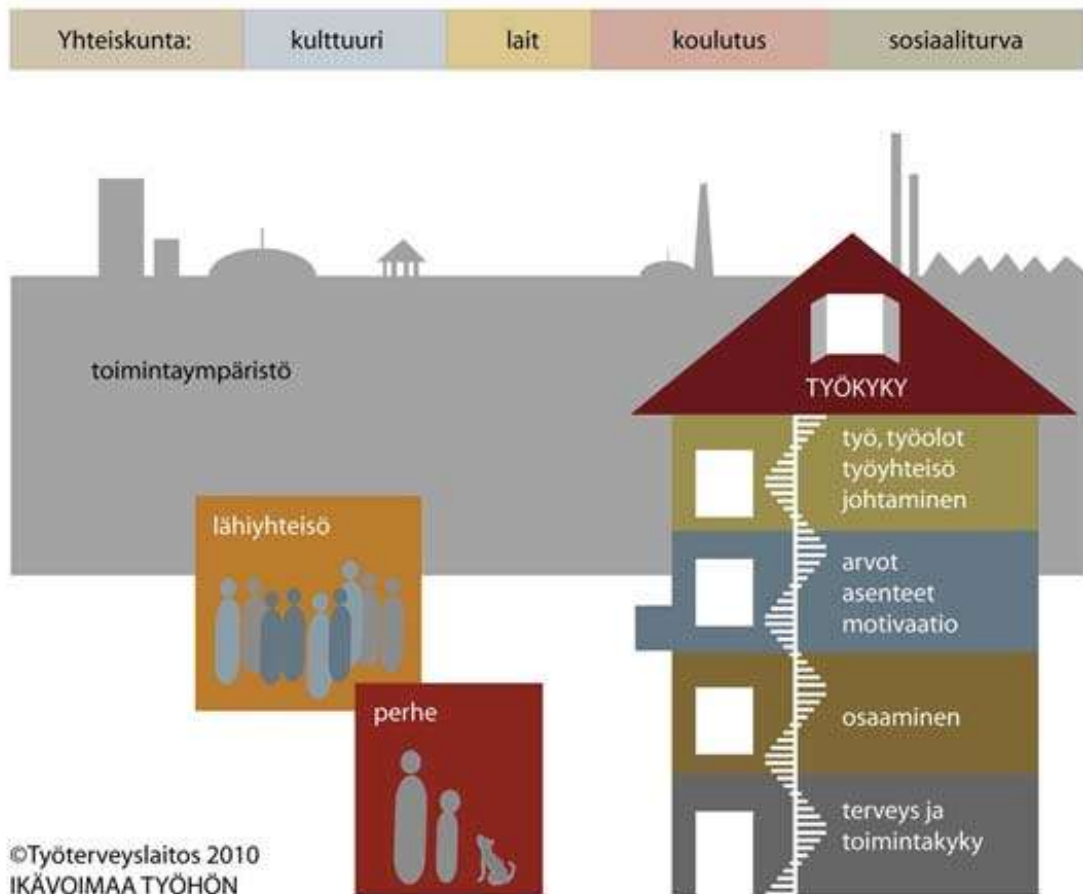 Yhteiskunta: kulttuuri lait koulutus sosiaaliturva
toimintaympäristö
TYÖKYKY
työ, työolot
työyhteisö
johtaminen
lähiyhteisö
arvot
asenteet
motivaatio
perhe
osaaminen
terveys ja
toimintakyky
©Työterveyslaitos 2010
IKÄVOIMAA TYÖHÖN